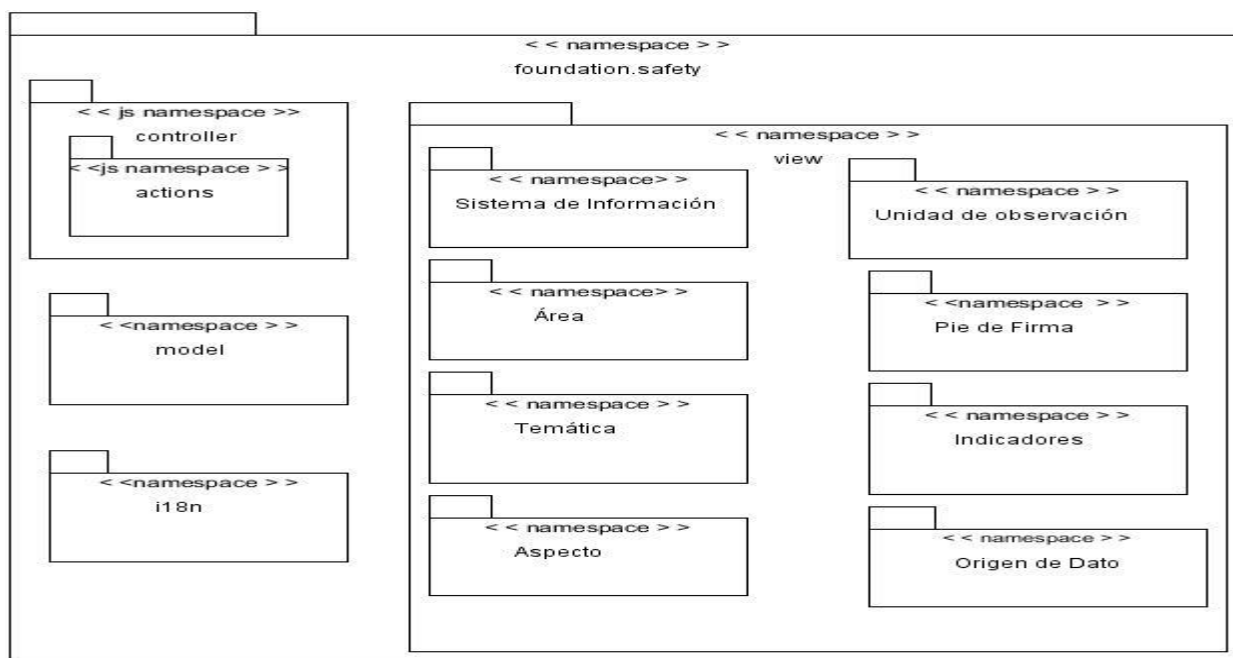 < < namespace > >
foundation.safety
< < js namespace >>
controller
< <js namespace > >
actions
< <namespace > >
model
< <namespace > >
i18n
< < namespace > >
view
< < namespace> >
Sistema de Información
< < namespace> >
Área
< < namespace > >
Temática
< < namespace > >
Aspecto
< < namespace > >
Unidad de observación
< <namespace > >
Pie de Firma
< < namespace > >
Indicadores
< < namespace > >
Origen de Dato